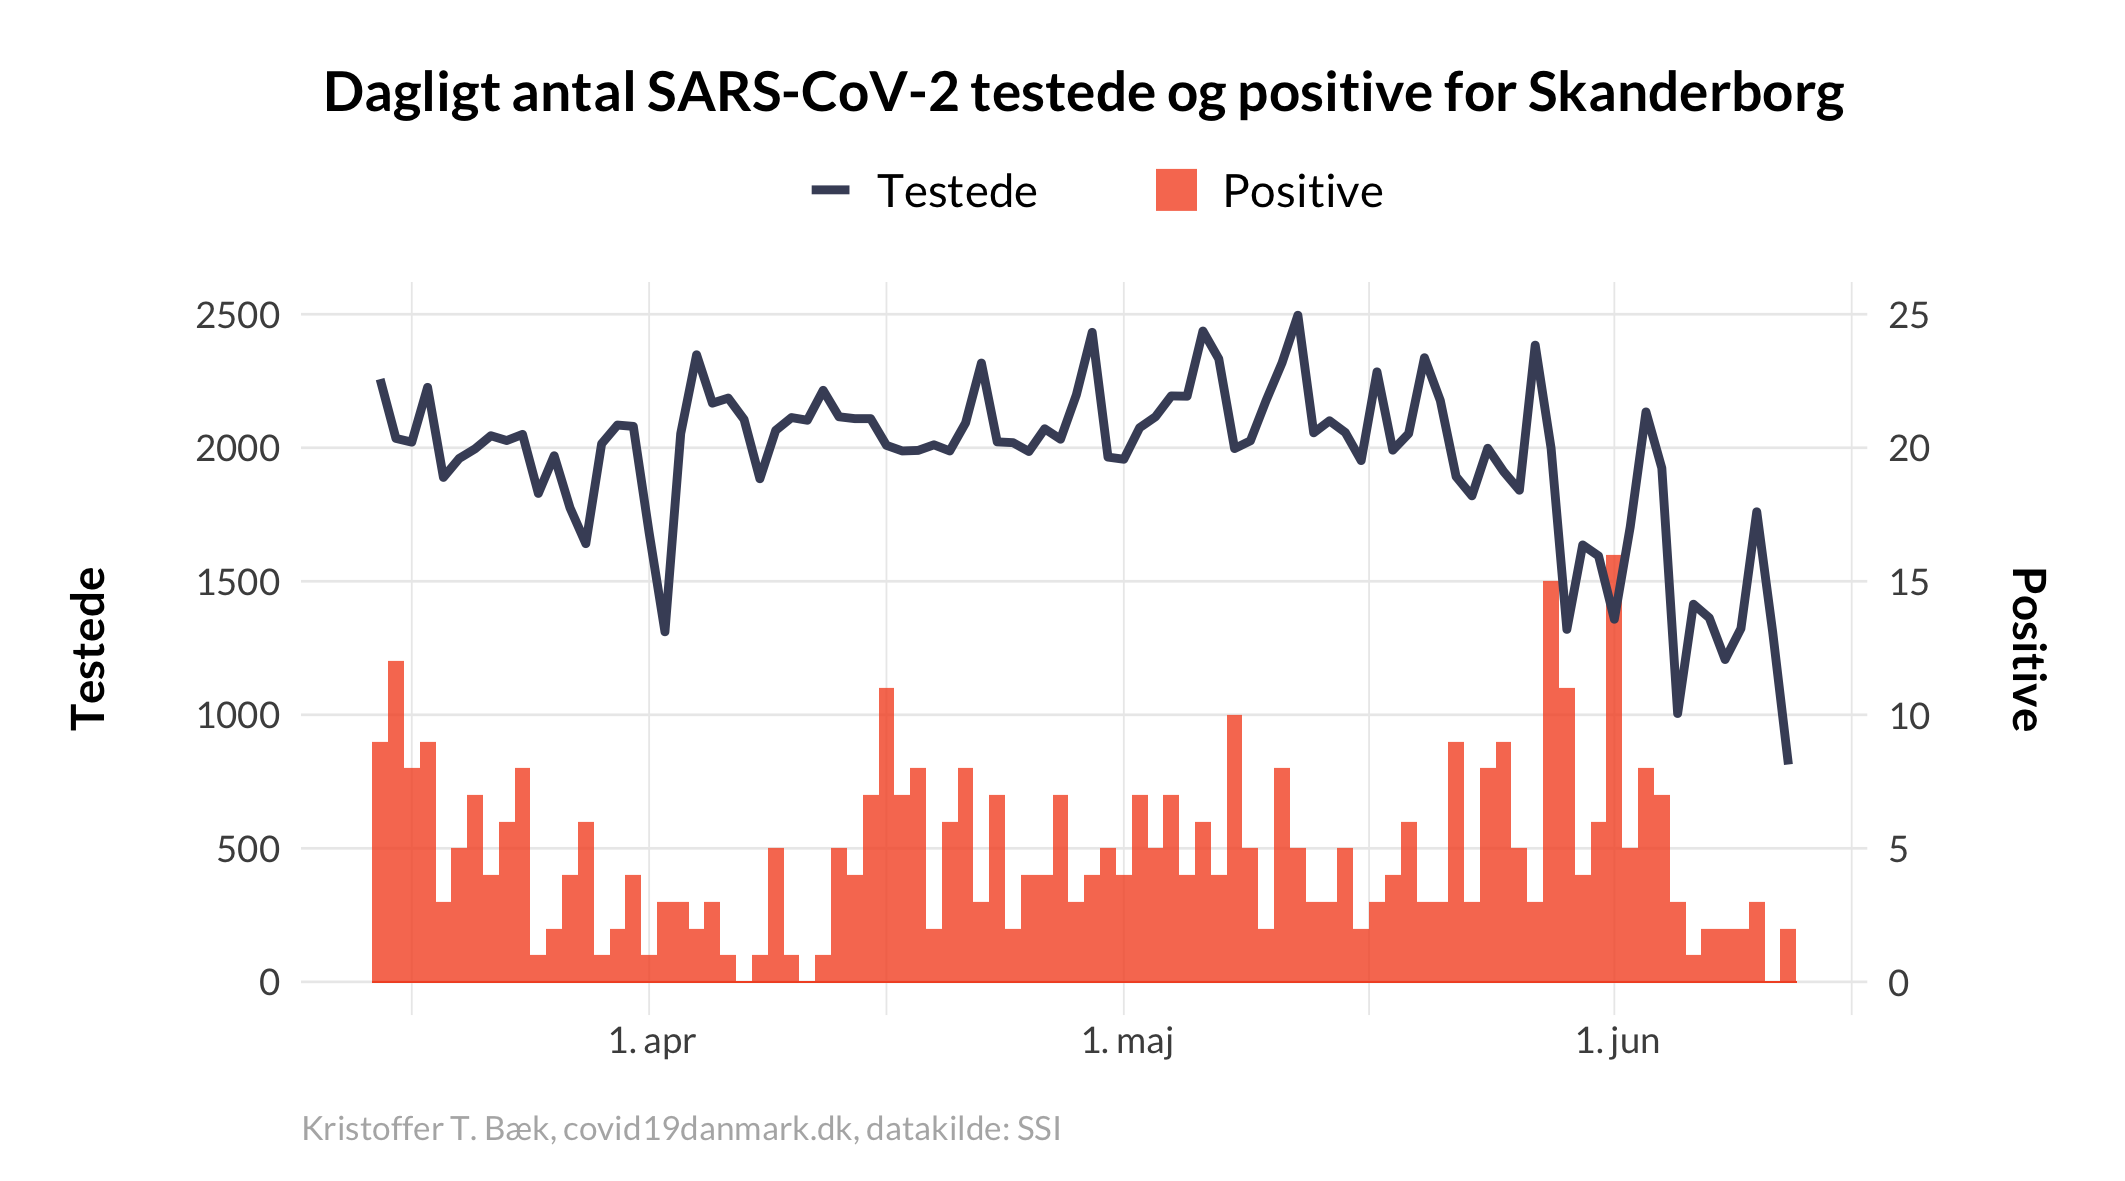 Dagligt antal SARS-CoV-2 testede og positive for Skanderborg
Testede
Positive
2500
2000
1500
1000
500
0
Testede
25
20
15
10
5
0
Positive
1. apr
1. maj
1. jun
Kristoffer T. Bæk, covid19danmark.dk, datakilde: SSI